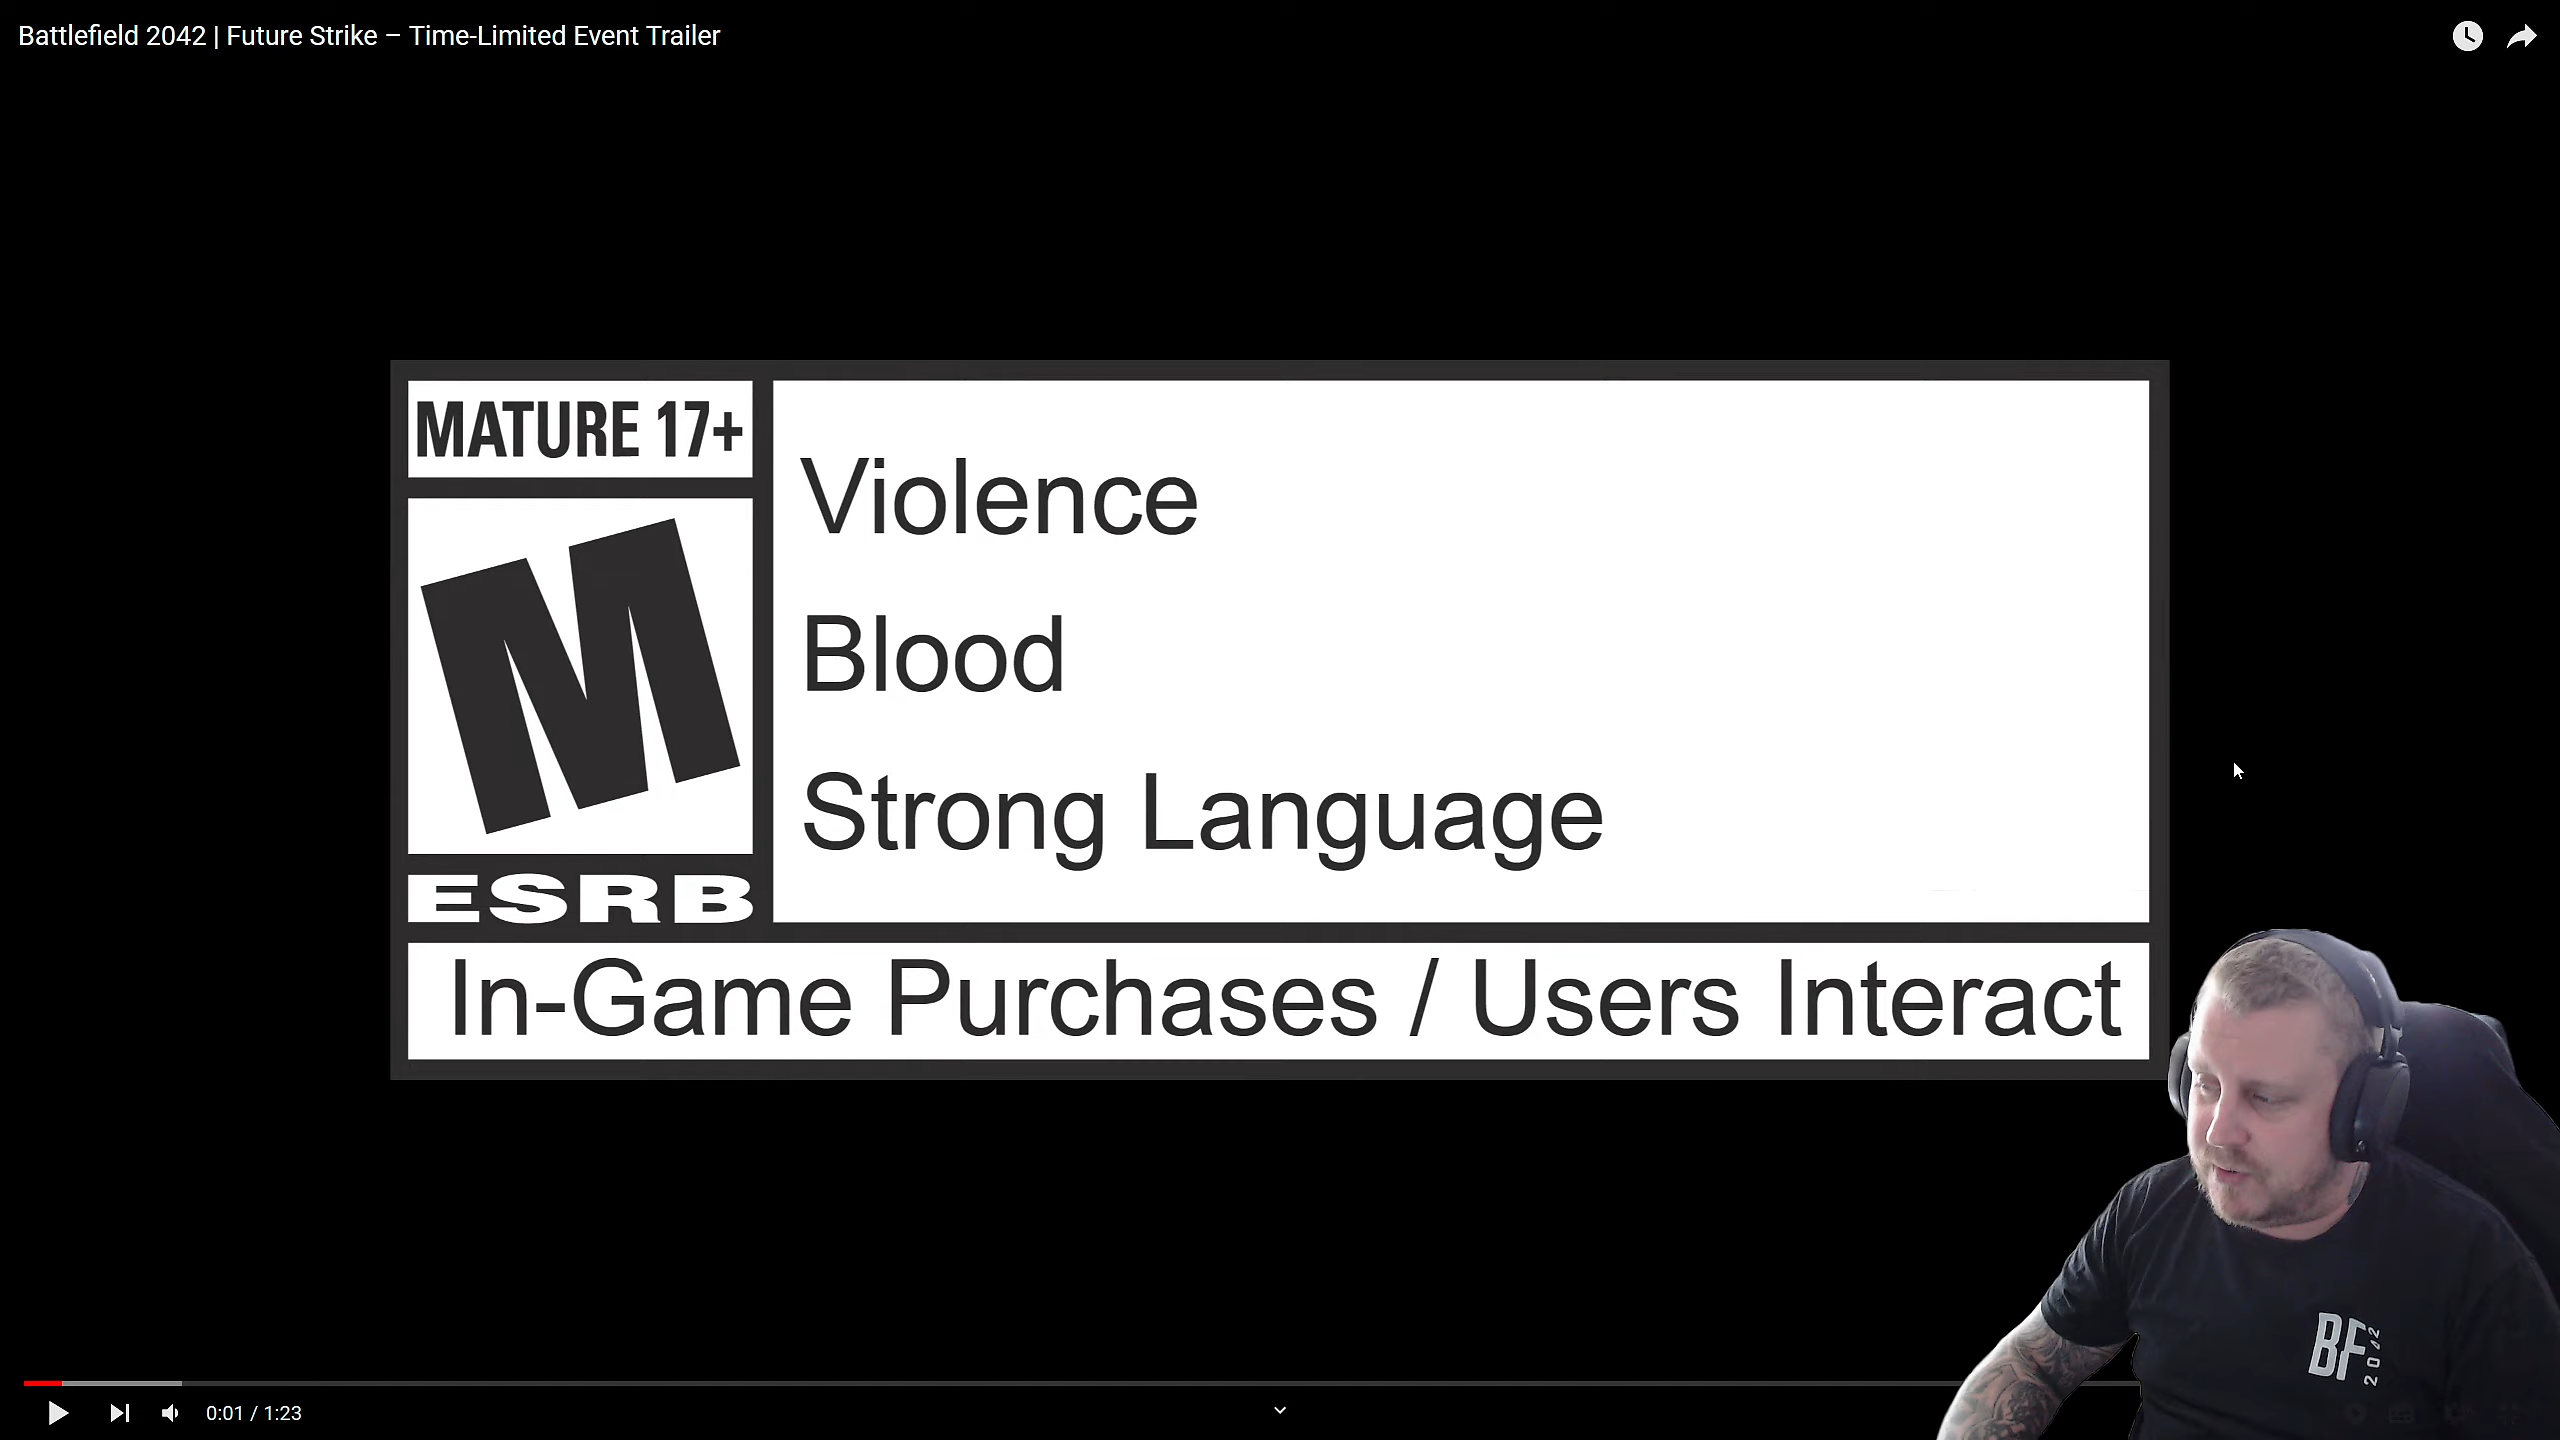 Battlefield 2042 | Future Strike – Time-Limited Event Trailer
MATURE 17+
M
ESRB
Violence
Blood
Strong Language
In-Game Purchases / Users Interact
BF
2042
0:01 / 1:23